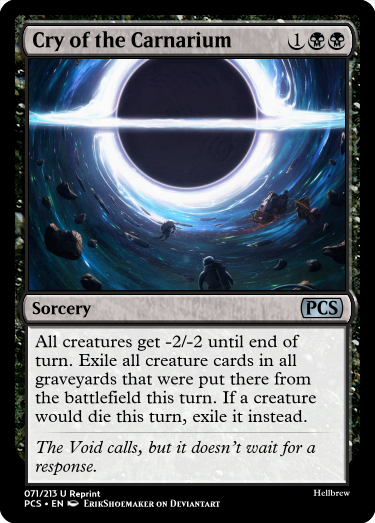 Cry of the Carnarium 1
Sorcery PCS
All creatures get -2/-2 until end of
turn. Exile all creature cards in all
graveyards that were put there from
the battlefield this turn. If a creature
would die this turn, exile it instead.
The Void calls, but it doesn't wait for a
response.
071/213 U Reprint Hellbrew
PCS • EN ErikShoemaker on Deviantart